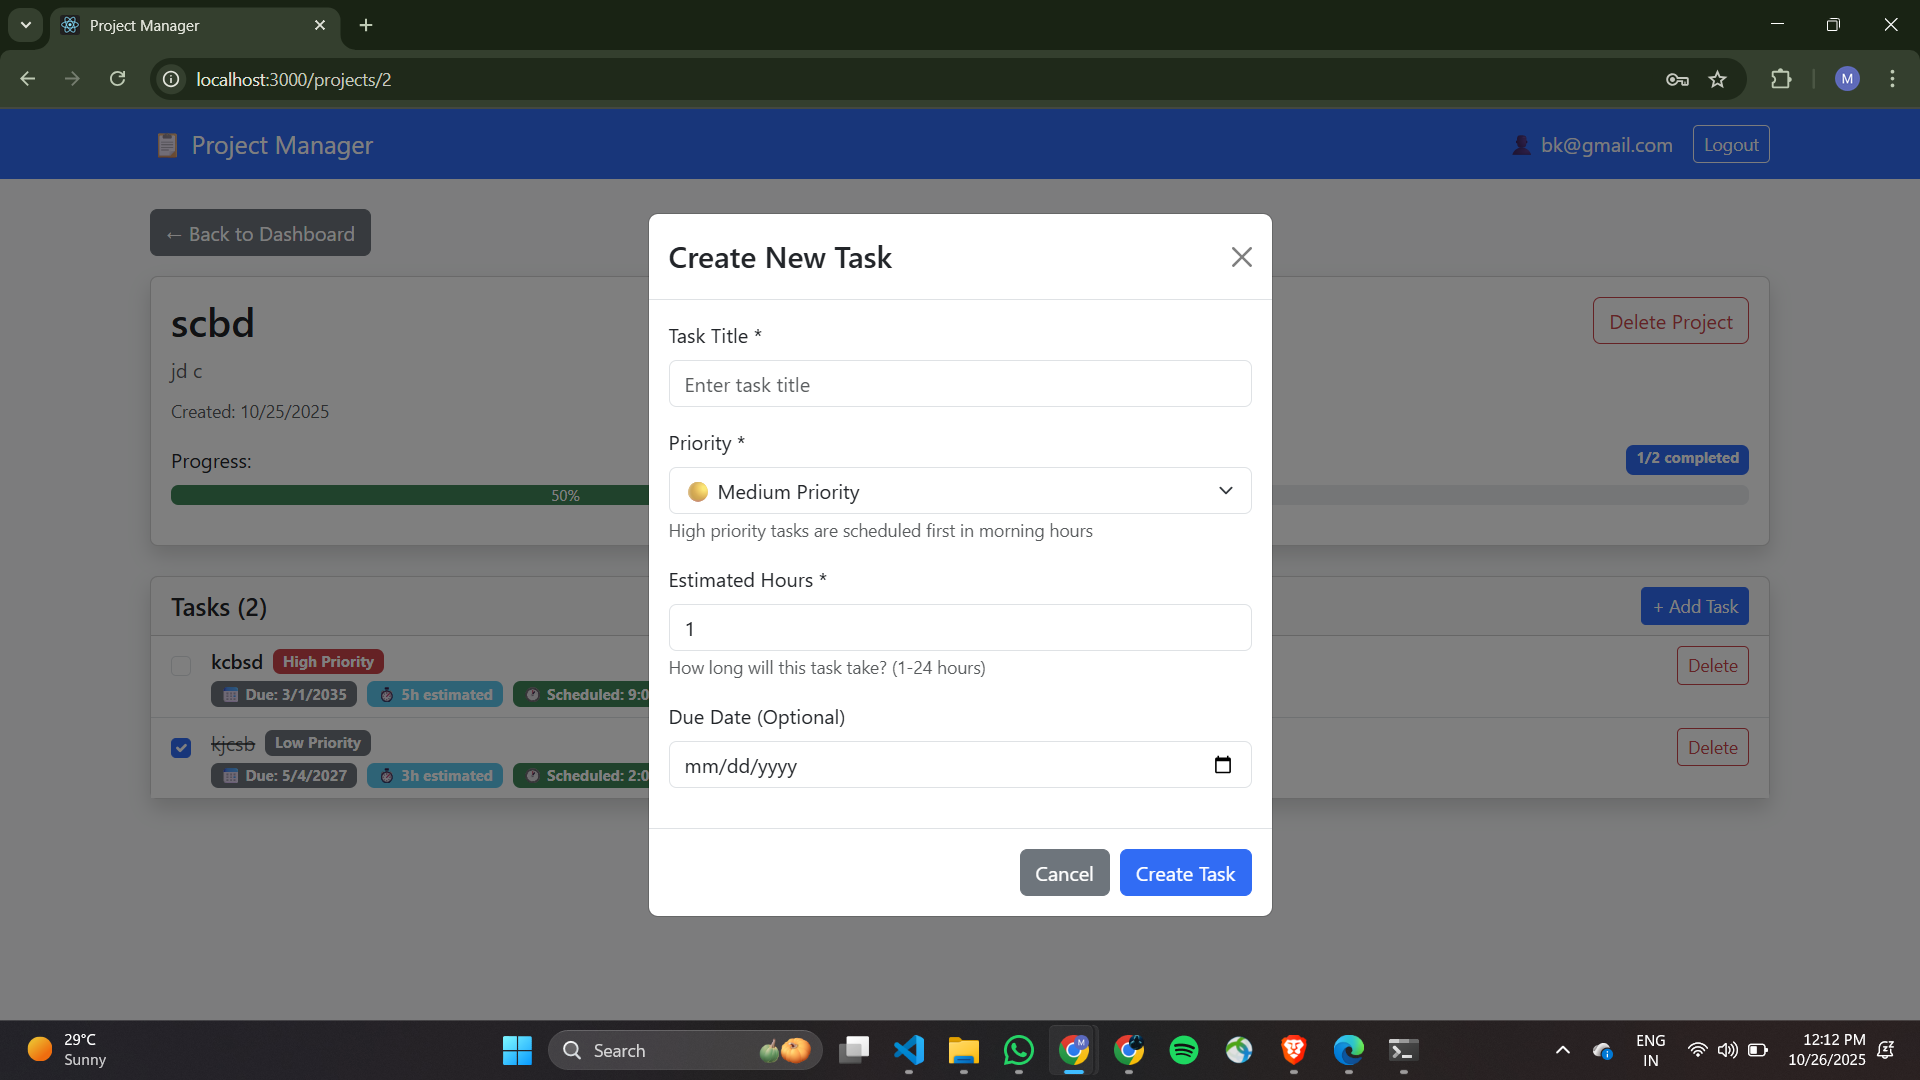 Project Manager
localhost:3000/projects/2
M
Project Manager
bk@gmail.com
Logout
← Back to Dashboard
scbd
Delete Project
jd c
Created: 10/25/2025
Progress:
1/2 completed
50%
Tasks (2)
+ Add Task
kcbsd
High Priority
Delete
Due: 3/1/2035
5h estimated
Scheduled: 9:0
kjcsb
Low Priority
Delete
Due: 5/4/2027
3h estimated
Scheduled: 2:0
Create New Task
Task Title *
Enter task title
Priority *
Medium Priority
High priority tasks are scheduled first in morning hours
Estimated Hours *
1
How long will this task take? (1-24 hours)
Due Date (Optional)
mm/dd/yyyy
Cancel
Create Task
29°C
Sunny
Search
M
ENG
IN
12:12 PM
10/26/2025